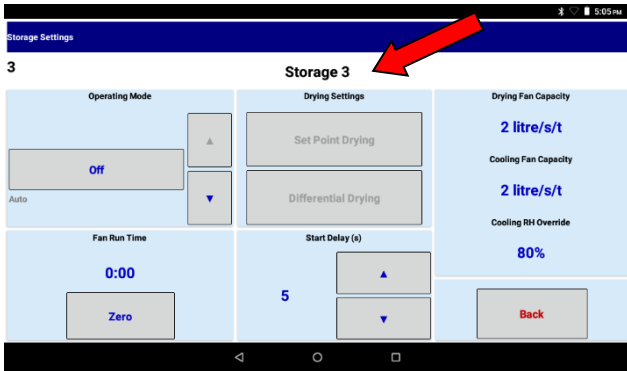 5:05 PM
Storage Settings
3
Storage 3
Operating Mode
Off
Auto
▲
▼
Drying Settings
Set Point Drying
Differential Drying
Drying Fan Capacity
2 litre/s/t
Cooling Fan Capacity
2 litre/s/t
Cooling RH Override
80%
Fan Run Time
0:00
Zero
Start Delay (s)
5
▲
▼
Back